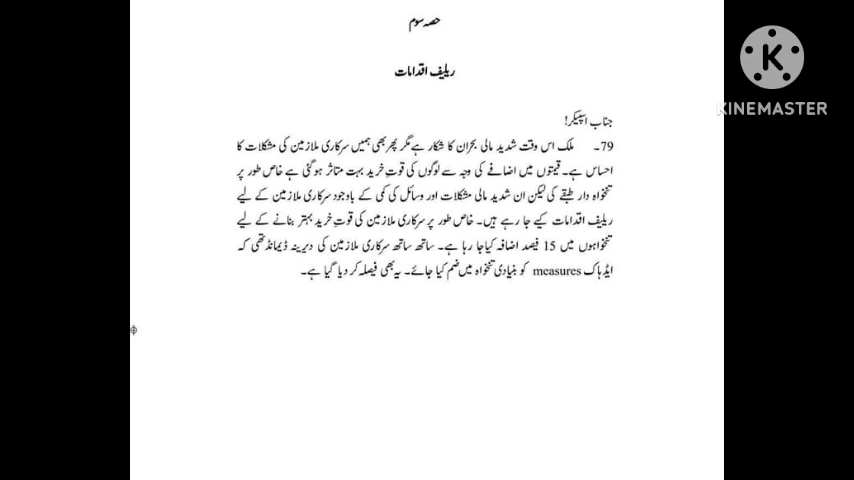 حصہ سوم
ریلیف اقدامات
جناب اسپیکر!
79۔ ملک اس وقت شدید مالی بحران کا شکار ہے مگر پھر بھی ہمیں سرکاری ملازمین کی مشکلات کا
احساس ہے۔ قیمتوں میں اضافے کی وجہ سے لوگوں کی قوتِ خرید بہت متاثر ہوگئی ہے خاص طور پر
تنخواہ دار طبقے کی لیکن ان شدید مالی مشکلات اور وسائل کی کمی کے باوجود سرکاری ملازمین کے لیے
ریلیف اقدامات کیے جا رہے ہیں۔ خاص طور پر سرکاری ملازمین کی قوتِ خرید بہتر بنانے کے لیے
تنخواہوں میں 15 فیصد اضافہ کیا جا رہا ہے۔ ساتھ ساتھ سرکاری ملازمین کی دیرینہ ڈیمانڈ تھی کہ
ایڈہاک measures کو بنیادی تنخواہ میں ضم کیا جائے۔ یہ بھی فیصلہ کر دیا گیا ہے۔
K
KINEMASTER